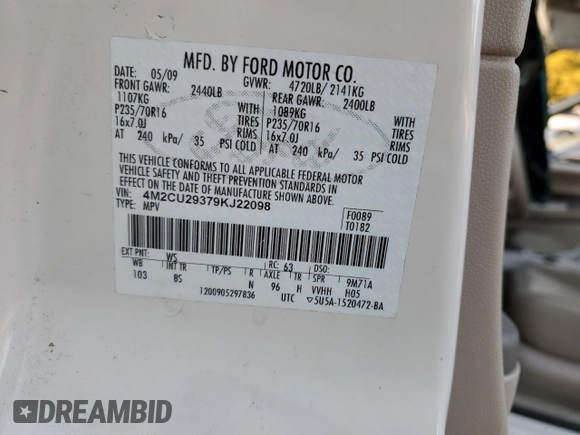 MFD. BY FORD MOTOR CO.
DATE: 05/09 GVWR: 4720LB/ 2141KG
FRONT GAWR: 2440LB REAR GAWR: 2400LB
1107KG WITH 1089KG WITH
P235/70R16 TIRES P235/70R16 TIRES
16x7.0J RIMS 16x7.0J RIMS
AT 240 kPa/ 35 PSI COLD AT 240 kPa/ 35 PSI COLD
THIS VEHICLE CONFORMS TO ALL APPLICABLE FEDERAL MOTOR
VEHICLE SAFETY AND THEFT PREVENTION STANDARDS IN
EFFECT ON THE DATE OF MANUFACTURE SHOWN ABOVE.
VIN: 4M2CU29379KJ22098
TYPE: MPV
F0089
T0182
EXT PNT: WS RC: 63 DSO:
WB INT TR TP/PS R AXLE TR SPR 9M71A
103 8S N 96 H VVHH H05
1200905297836 UTC ▽5U5A-1520472-BA
DREAMBID